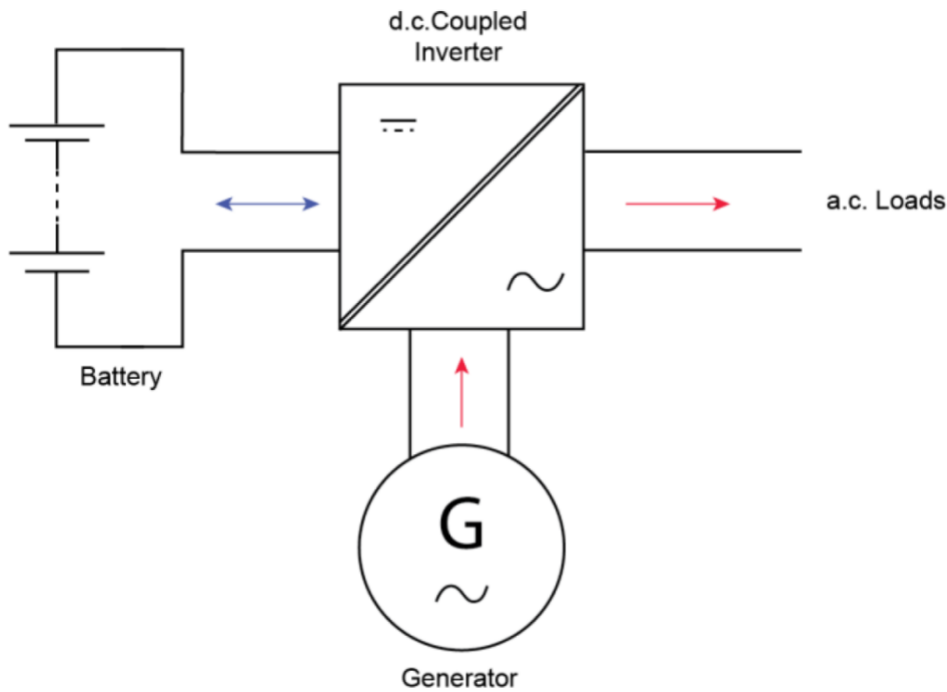 d.c.Coupled
Inverter
a.c. Loads
Battery
G
Generator